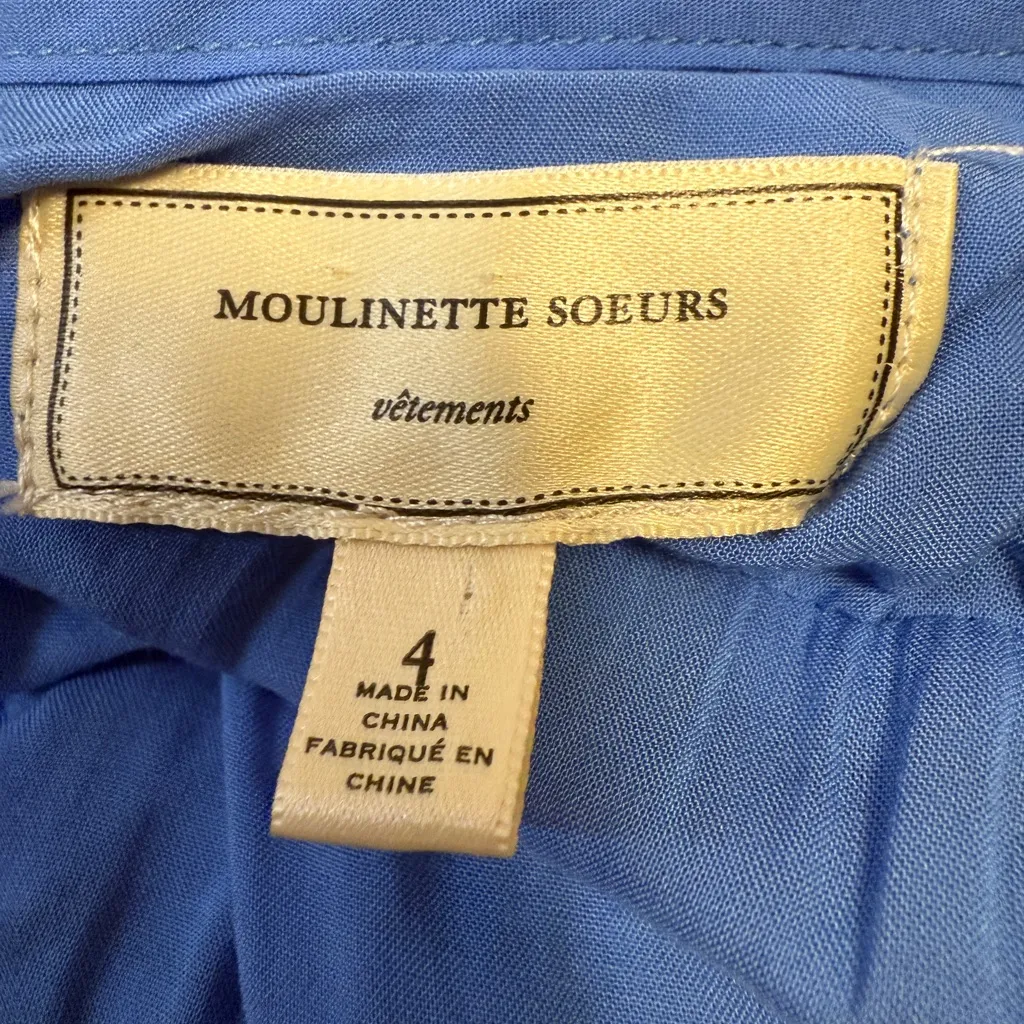 MOULINETTE SOEURS
vêtements
4
MADE IN
CHINA
FABRIQUÉ EN
CHINE